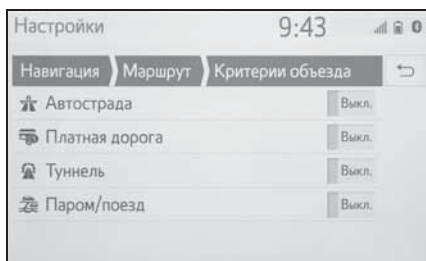 Настройки 9:43
Навигация Маршрут Критерии объезда
Автострада Выкл.
Платная дорога Выкл.
Туннель Выкл.
Паром/поезд Выкл.